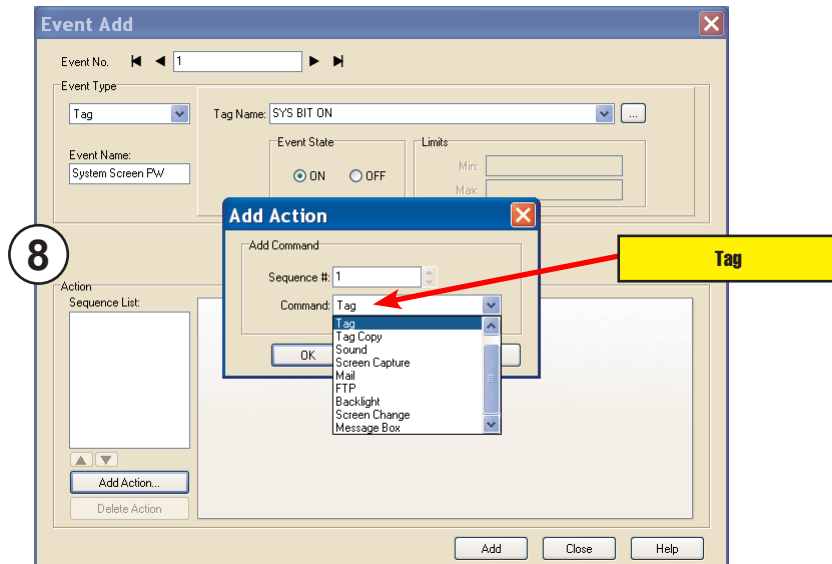 Event Add
Event No. 1
Event Type
Tag
Tag Name: SYS BIT ON
...
Event Name:
System Screen PW
Event State
ON OFF
Limits
Min:
Max:
8
Add Action
Add Command
Sequence #: 1
Command: Tag
Tag
Tag Copy
Sound
Screen Capture
Mail
FTP
Backlight
Screen Change
Message Box
OK
Tag
Action
Sequence List:
Add Action...
Delete Action
Add Close Help